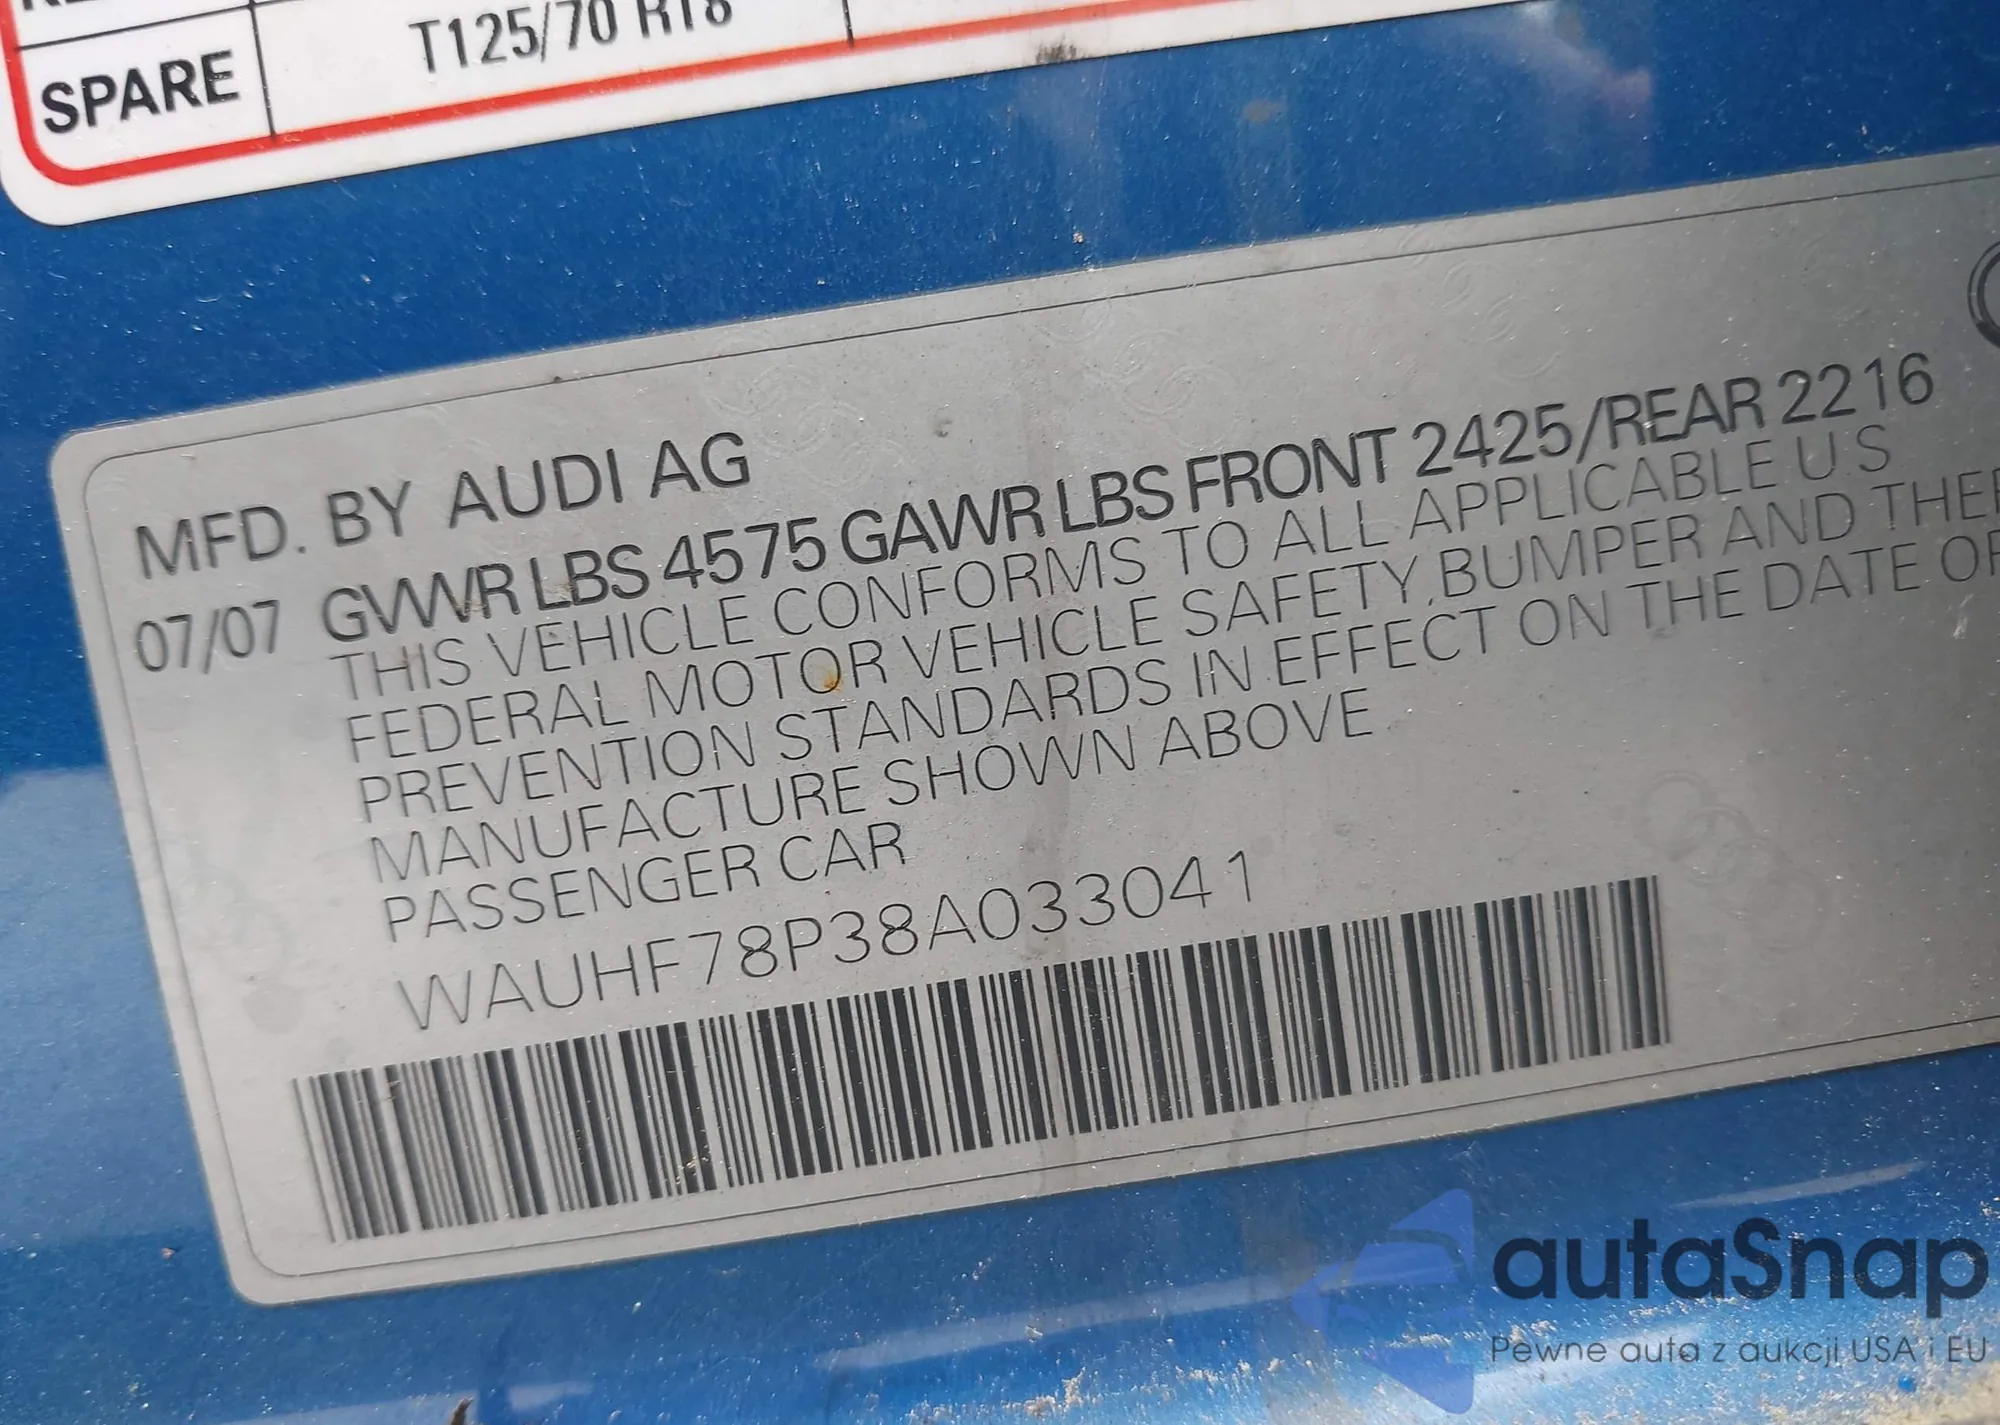 SPARE T125/70 R18
MFD. BY AUDI AG
07/07 GVWR LBS 4575 GAWR LBS FRONT 2425/REAR 2216
THIS VEHICLE CONFORMS TO ALL APPLICABLE U S
FEDERAL MOTOR VEHICLE SAFETY, BUMPER AND
PREVENTION STANDARDS IN EFFECT ON THE DATE
MANUFACTURE SHOWN ABOVE
PASSENGER CAR
WAUHF78P38A033041
autaSnap
Pewne auta z aukcji USA i EU